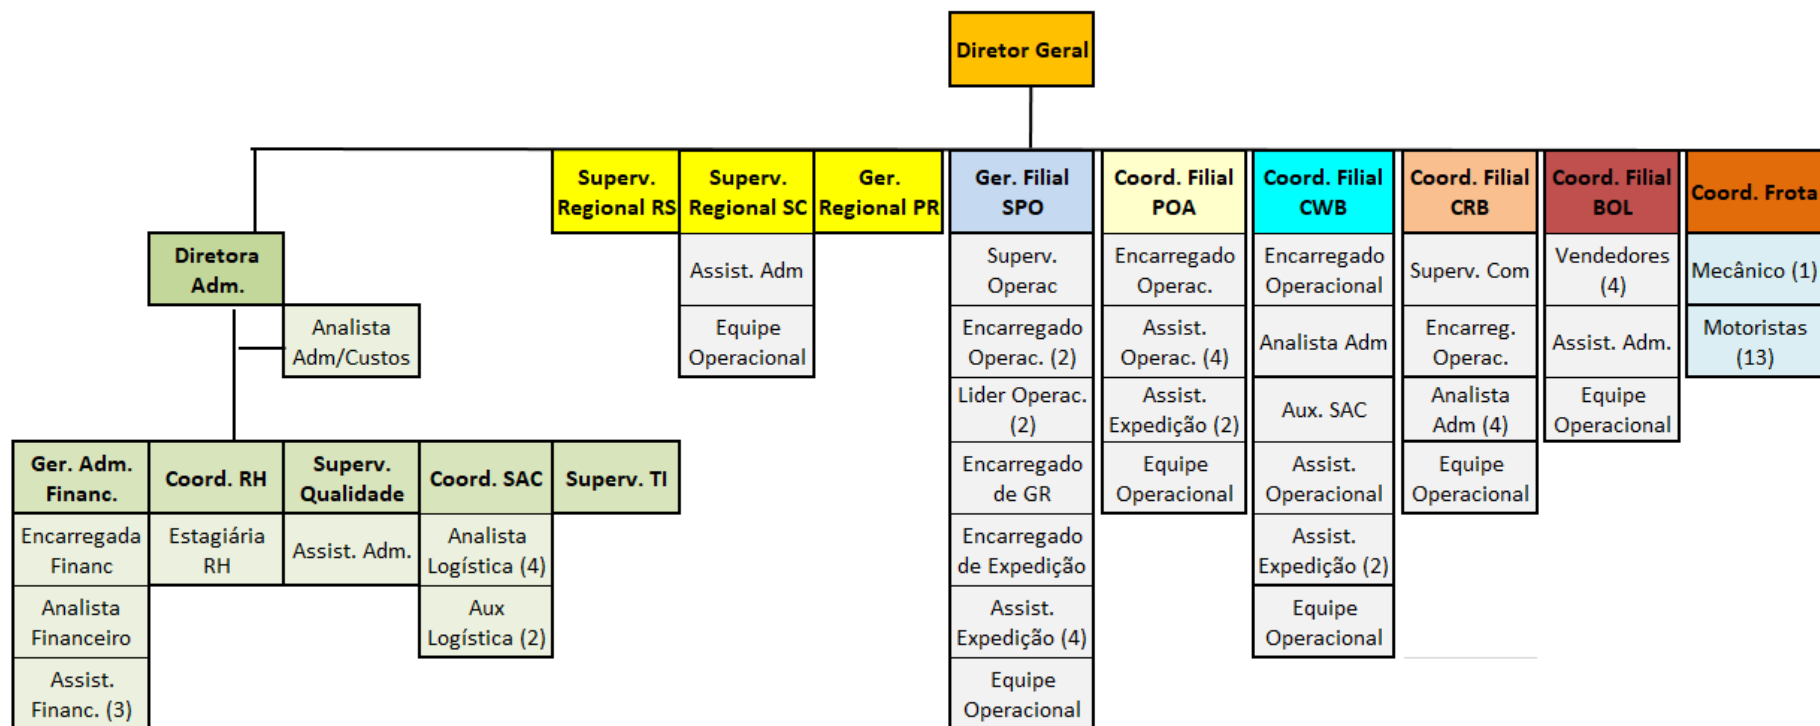 Diretor Geral
Superv.
Regional RS
Superv.
Regional SC
Ger.
Regional PR
Ger. Filial
SPO
Coord. Filial
POA
Coord. Filial
CWB
Coord. Filial
CRB
Coord. Filial
BOL
Coord. Frota
Diretora
Adm.
Analista
Adm/Custos
Assist. Adm
Equipe
Operacional
Superv.
Operac
Encarregado
Operac. (2)
Lider Operac.
(2)
Encarregado
de GR
Encarregado
de Expedição
Assist.
Expedição (4)
Equipe
Operacional
Encarregado
Operac.
Assist.
Operac. (4)
Assist.
Expedição (2)
Equipe
Operacional
Encarregado
Operacional
Analista Adm
Aux. SAC
Assist.
Operacional
Assist.
Expedição (2)
Equipe
Operacional
Superv. Com
Encarreg.
Operac.
Analista
Adm (4)
Equipe
Operacional
Vendedores
(4)
Assist. Adm.
Equipe
Operacional
Mecânico (1)
Motoristas
(13)
Ger. Adm.
Financ.
Encarregada
Financ
Analista
Financeiro
Assist.
Financ. (3)
Coord. RH
Estagiária
RH
Superv.
Qualidade
Assist. Adm.
Coord. SAC
Analista
Logística (4)
Aux
Logística (2)
Superv. TI